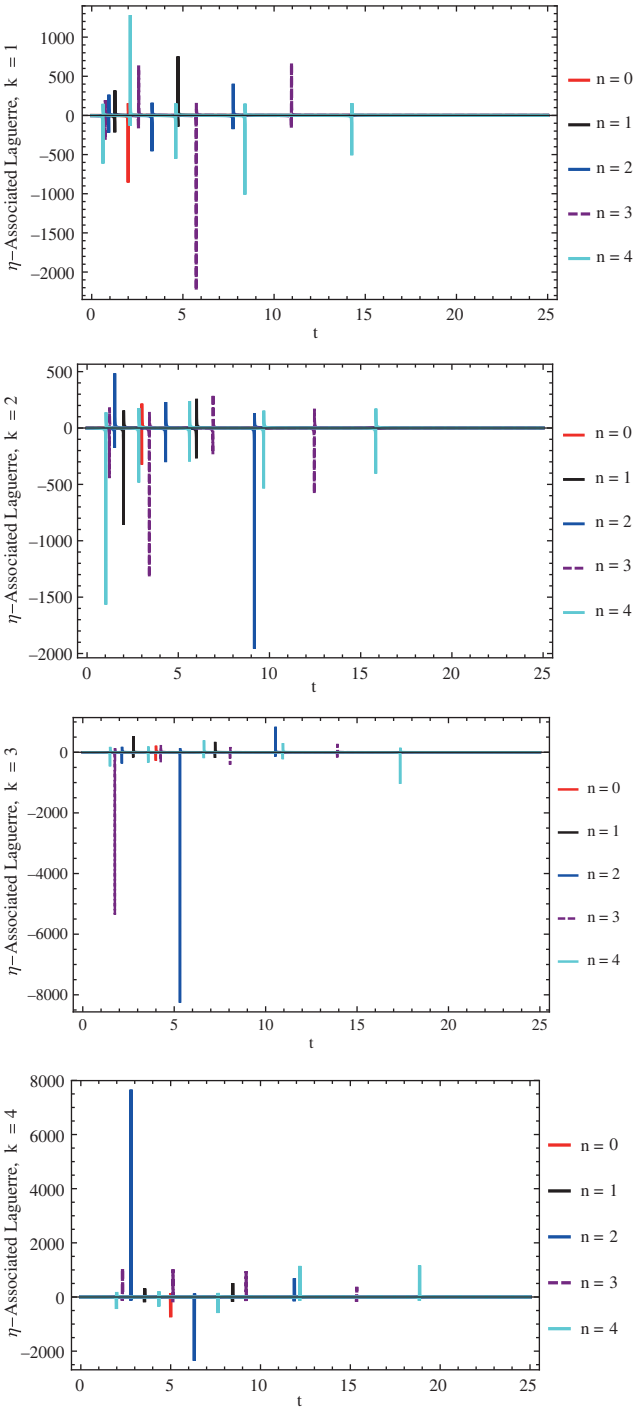 η−Associated Laguerre, k = 1
1000
500
0
−500
−1000
−1500
−2000
0 5 10 15 20 25
t
n = 0
n = 1
n = 2
n = 3
n = 4
η−Associated Laguerre, k = 2
500
0
−500
−1000
−1500
−2000
0 5 10 15 20 25
t
n = 0
n = 1
n = 2
n = 3
n = 4
η−Associated Laguerre, k = 3
0
−2000
−4000
−6000
−8000
0 5 10 15 20 25
t
n = 0
n = 1
n = 2
n = 3
n = 4
η−Associated Laguerre, k = 4
8000
6000
4000
2000
0
−2000
0 5 10 15 20 25
t
n = 0
n = 1
n = 2
n = 3
n = 4